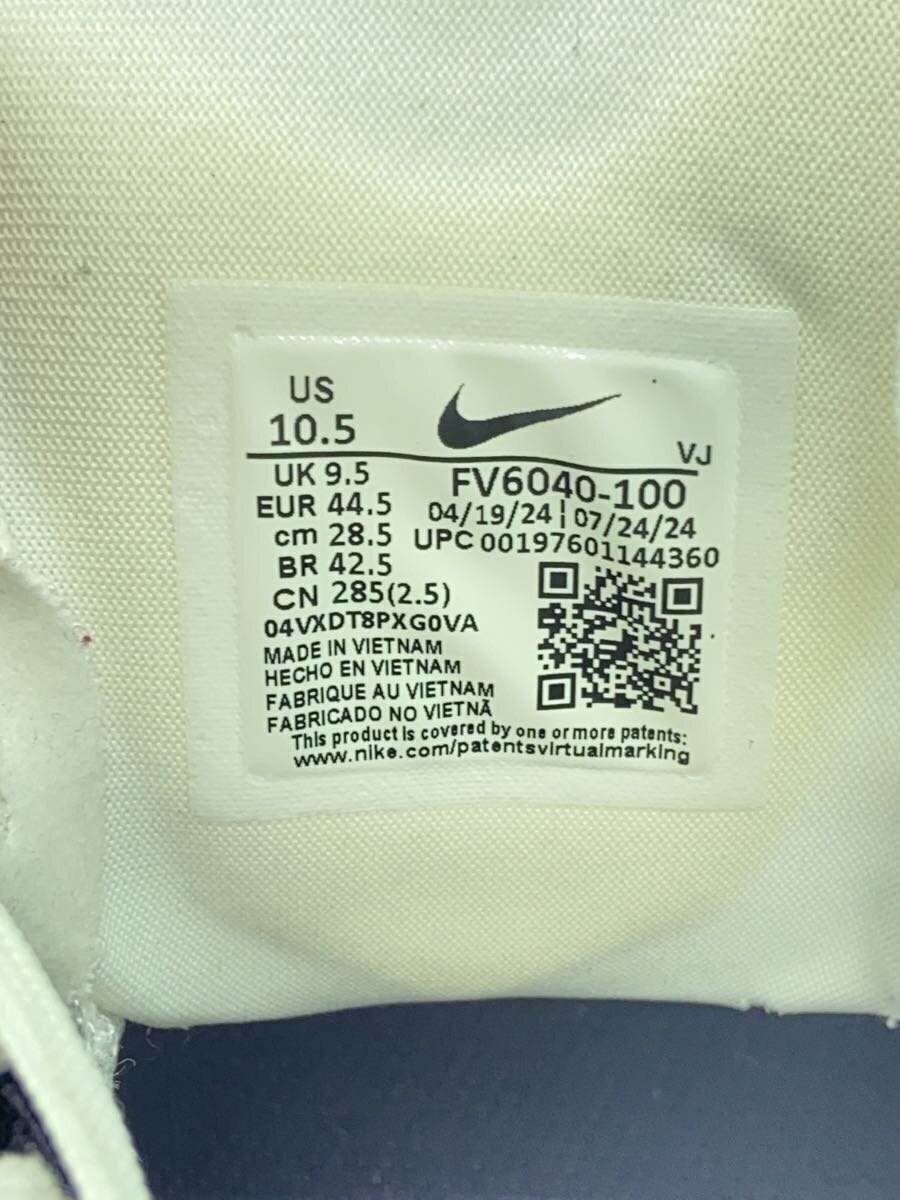 US
10.5
VJ
UK 9.5
EUR 44.5
cm 28.5
BR 42.5
CN 285(2.5)
FV6040-100
04/19/24 | 07/24/24
UPC 00197601144360
04VXDT8PXG0VA
MADE IN VIETNAM
HECHO EN VIETNAM
FABRIQUE AU VIETNAM
FABRICADO NO VIETNÃ
This product is covered by one or more patents:
www.nike.com/patentsvirtualmarking